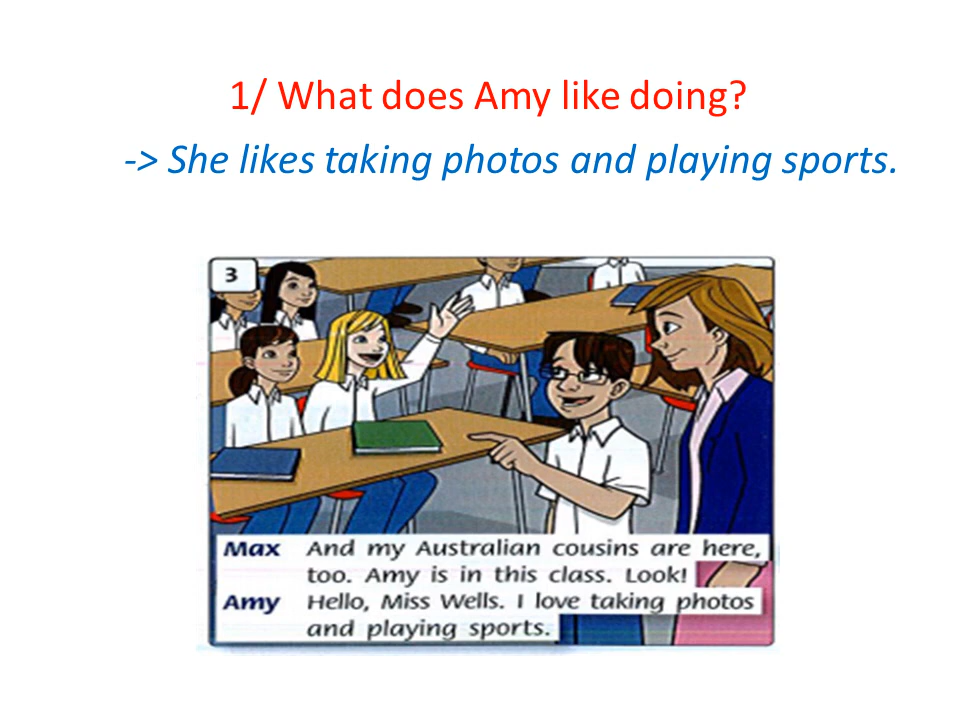 1/ What does Amy like doing?
-> She likes taking photos and playing sports.
3
Max And my Australian cousins are here,
too. Amy is in this class. Look!
Amy Hello, Miss Wells. I love taking photos
and playing sports.